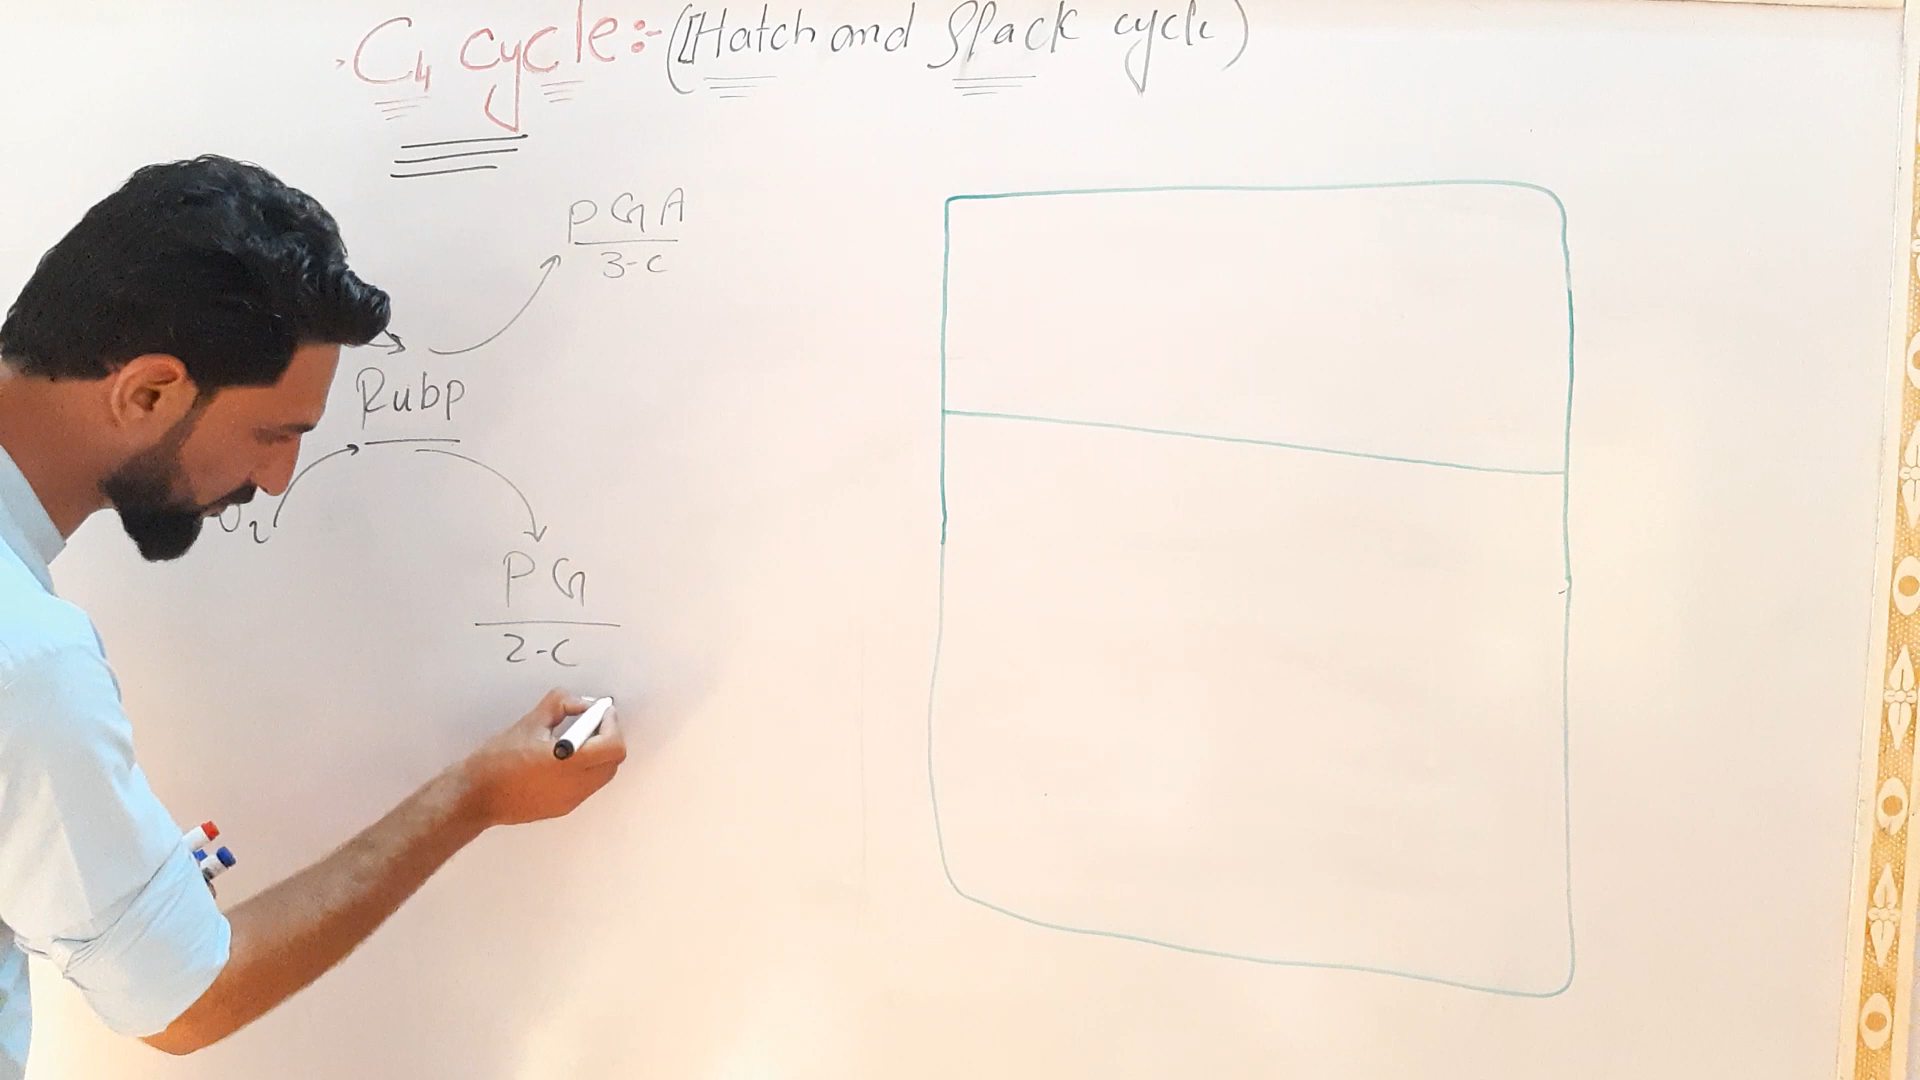 C4 cycle:- (Hatch and Slack cycle)
PGA
3-C
Rubp
O2
PG
2-C